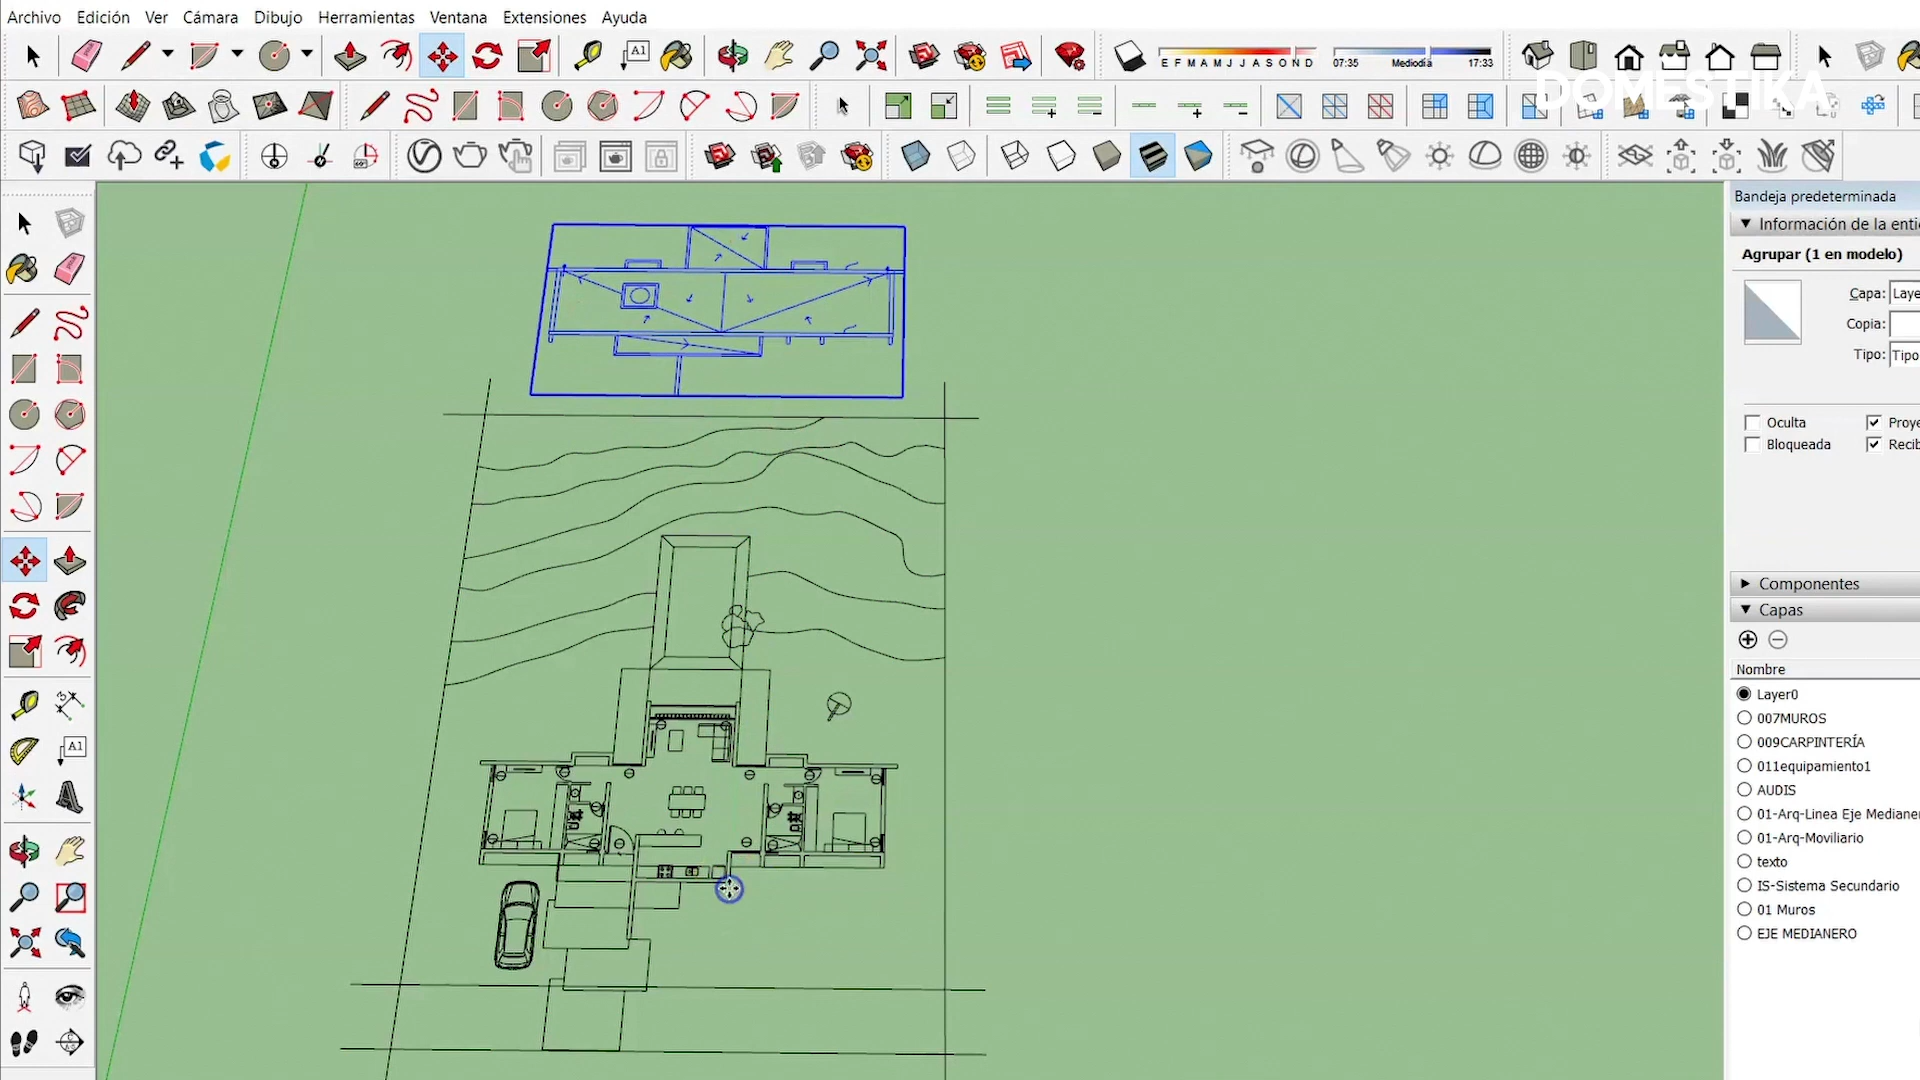 Archivo Edición Ver Cámara Dibujo Herramientas Ventana Extensiones Ayuda
A1
E F M A M J J A S O N D
07:35 Mediodía 17:33
DOMESTIKA
Bandeja predeterminada
Información de la enti
Agrupar (1 en modelo)
Capa: Laye
Copia:
Tipo: Tipo
Oculta Proye
Bloqueada Recib
Componentes
Capas
Nombre
Layer0
007MUROS
009CARPINTERÍA
011equipamiento1
AUDIS
01-Arq-Linea Eje Medianer
01-Arq-Moviliario
texto
IS-Sistema Secundario
01 Muros
EJE MEDIANERO
A1